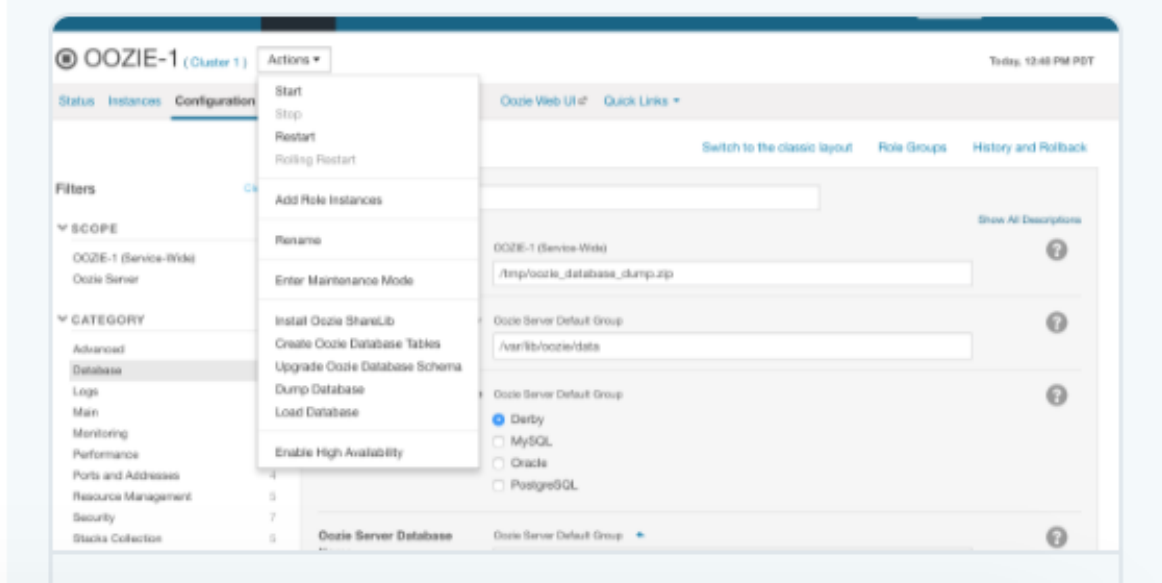 OOZIE-1 (Cluster 1) Actions
Today, 12:48 PM PDT
Status Instances Configuration Oozie Web UI Quick Links
Start
Stop
Restart
Rolling Restart
Add Role Instances
Rename
Enter Maintenance Mode
Install Oozie ShareLib
Create Oozie Database Tables
Upgrade Oozie Database Schema
Dump Database
Load Database
Enable High Availability
Switch to the classic layout Role Groups History and Rollback
Filters
SCOPE
OOZIE-1 (Service-Wide)
Oozie Server
CATEGORY
Advanced
Database
Logs
Main
Monitoring
Performance
Ports and Addresses 4
Resource Management 5
Security 7
Stacks Collection 5
Show All Descriptions
OOZIE-1 (Service-Wide)
/tmp/oozie_database_dump.zip
Oozie Server Default Group
/var/lib/oozie/data
Oozie Server Default Group
Derby
MySQL
Oracle
PostgreSQL
Oozie Server Database Oozie Server Default Group